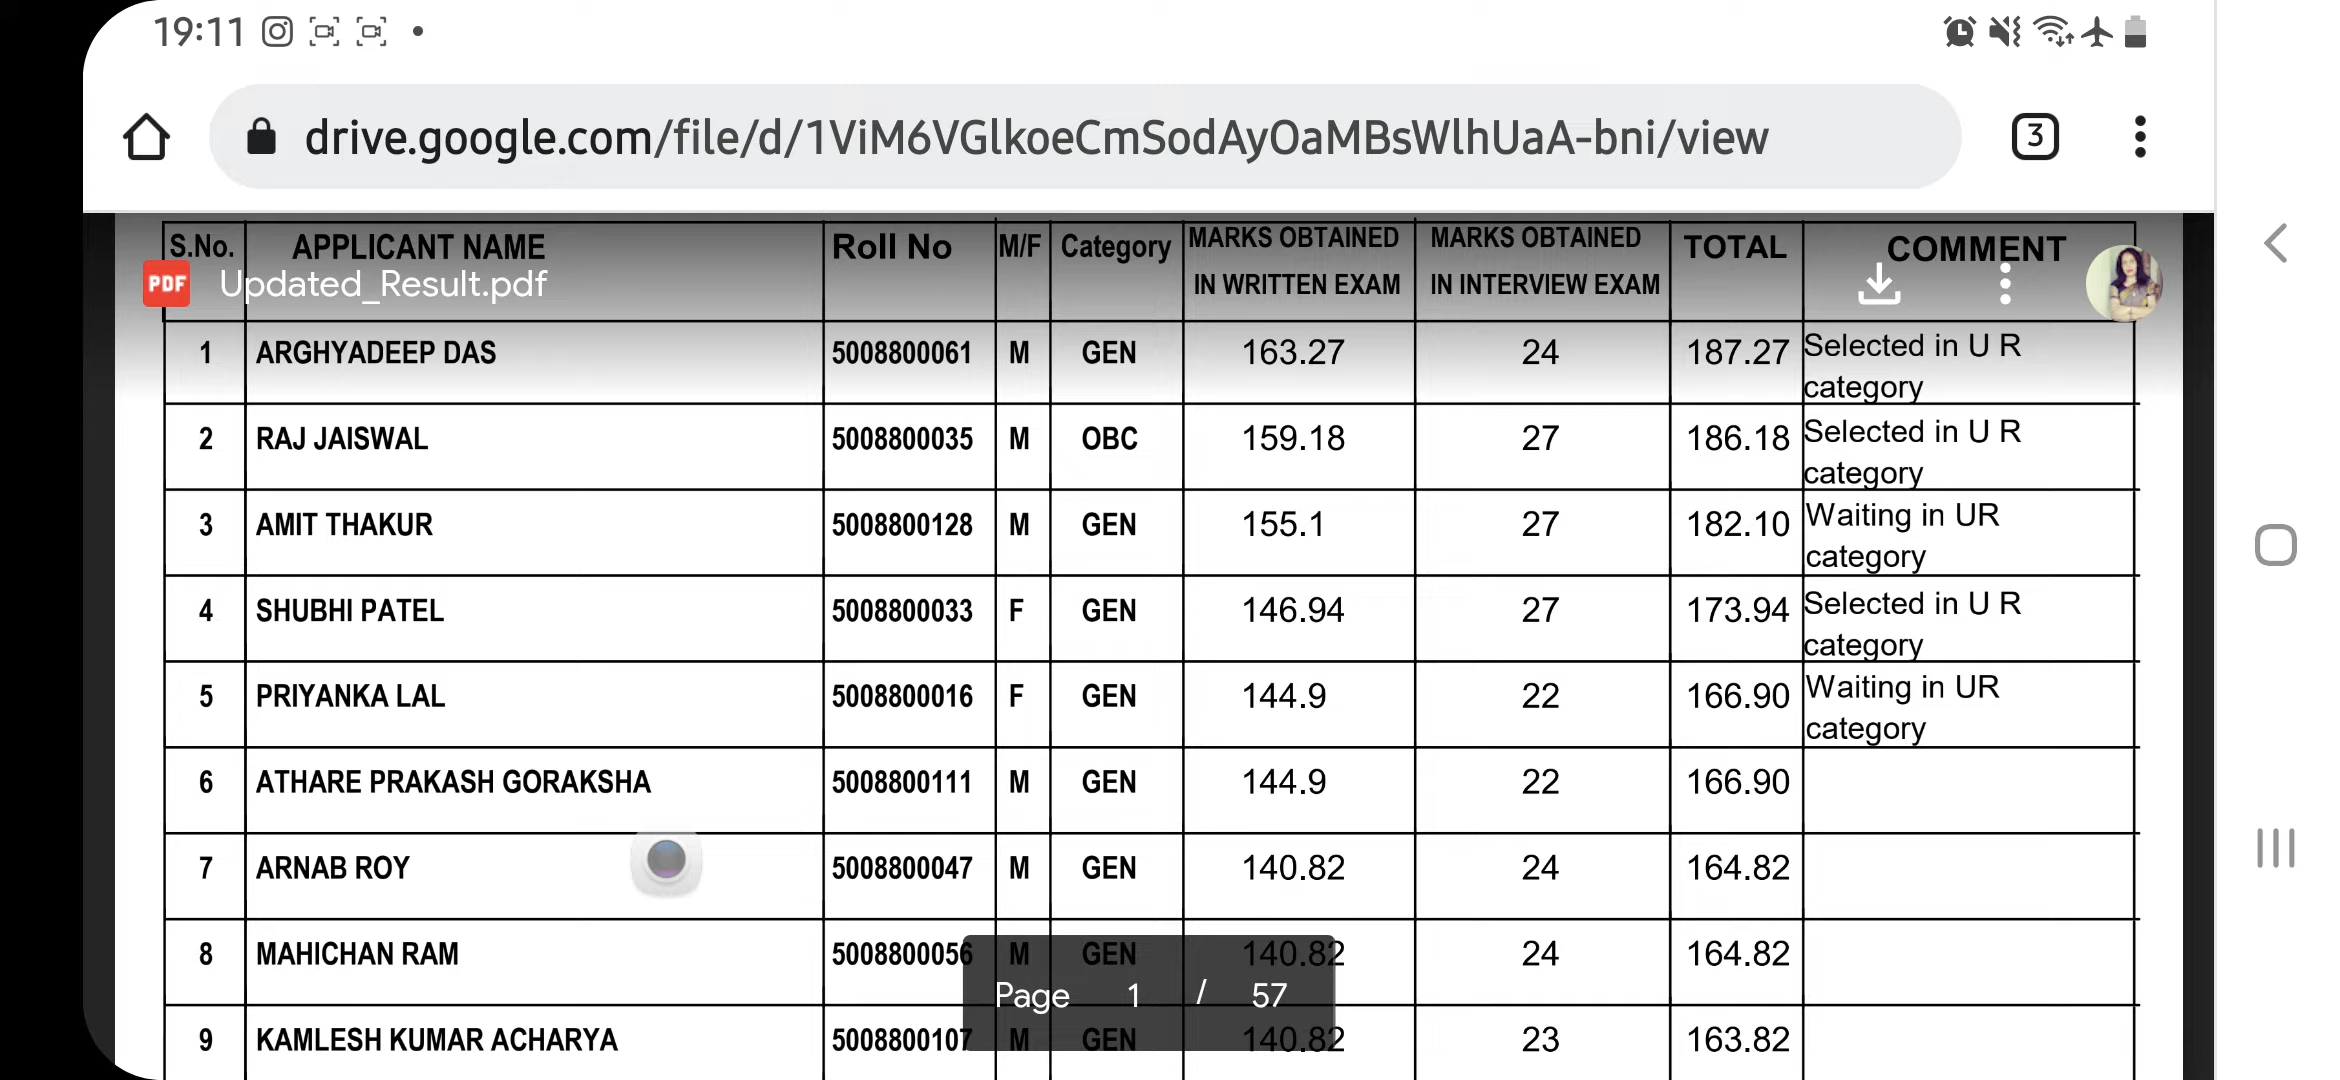 19:11
drive.google.com/file/d/1ViM6VGlkoeCmSodAyOaMBsWlhUaA-bni/view
3
S.No. APPLICANT NAME Roll No M/F Category MARKS OBTAINED IN WRITTEN EXAM MARKS OBTAINED IN INTERVIEW EXAM TOTAL COMMENT
PDF Updated_Result.pdf
1 ARGHYADEEP DAS 5008800061 M GEN 163.27 24 187.27 Selected in U R category
2 RAJ JAISWAL 5008800035 M OBC 159.18 27 186.18 Selected in U R category
3 AMIT THAKUR 5008800128 M GEN 155.1 27 182.10 Waiting in UR category
4 SHUBHI PATEL 5008800033 F GEN 146.94 27 173.94 Selected in U R category
5 PRIYANKA LAL 5008800016 F GEN 144.9 22 166.90 Waiting in UR category
6 ATHARE PRAKASH GORAKSHA 5008800111 M GEN 144.9 22 166.90
7 ARNAB ROY 5008800047 M GEN 140.82 24 164.82
8 MAHICHAN RAM 5008800056 M GEN 140.82 24 164.82
Page 1 / 57
9 KAMLESH KUMAR ACHARYA 5008800107 M GEN 140.82 23 163.82